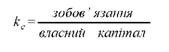 k_c = зобов'язання / власний капітал